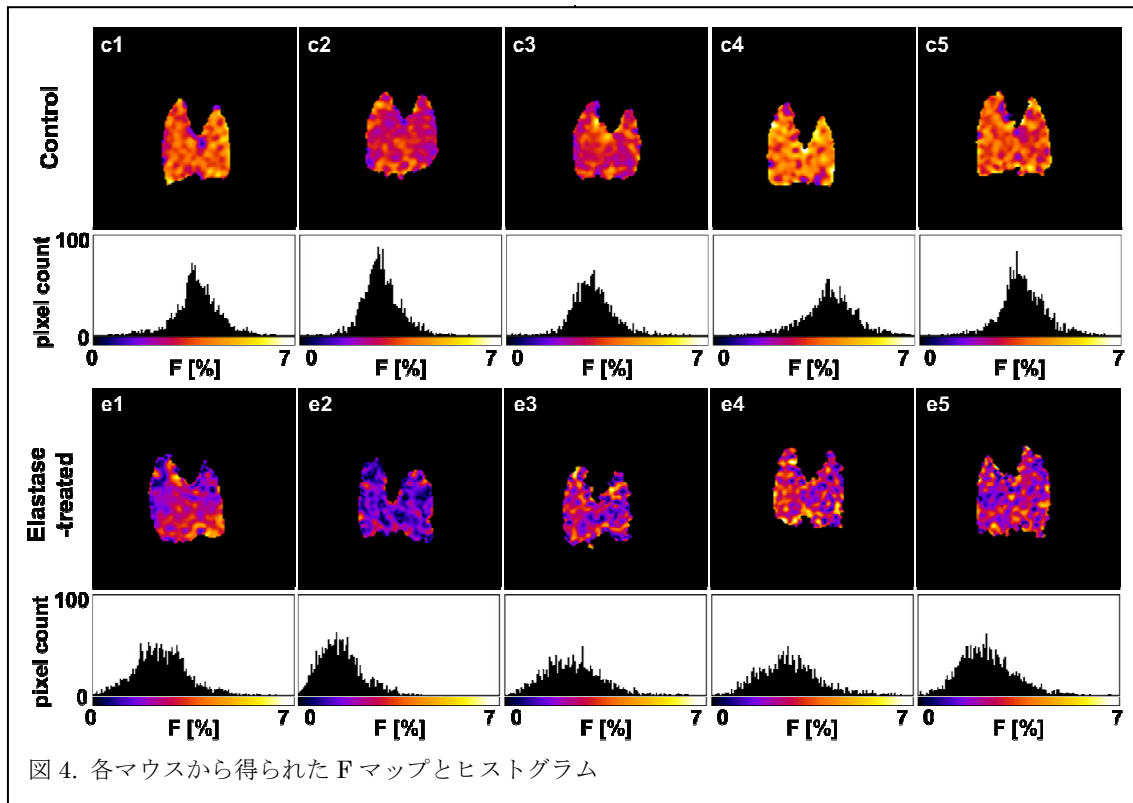 c1 c2 c3 c4 c5
Control
100
pixel count
0
0 7 0 7 0 7 0 7 0 7
F [%] F [%] F [%] F [%] F [%]
e1 e2 e3 e4 e5
Elastase
-treated
100
pixel count
0
0 7 0 7 0 7 0 7 0 7
F [%] F [%] F [%] F [%] F [%]
図 4. 各マウスから得られた F マップとヒストグラム